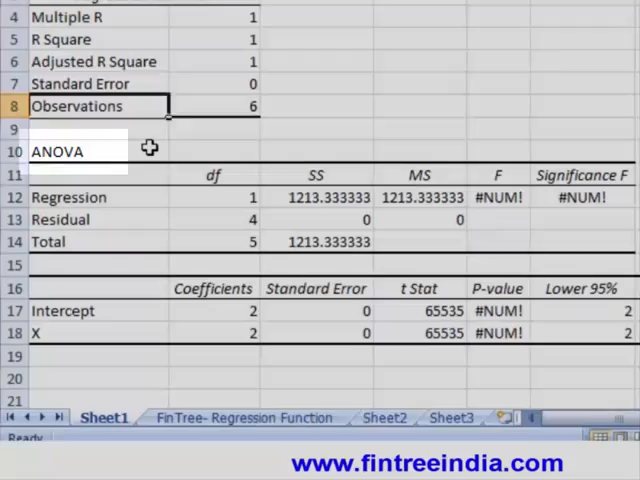 4 Multiple R 1
5 R Square 1
6 Adjusted R Square 1
7 Standard Error 0
8 Observations 6
9
10 ANOVA
11 df SS MS F Significance F
12 Regression 1 1213.333333 1213.333333 #NUM! #NUM!
13 Residual 4 0 0
14 Total 5 1213.333333
15
16 Coefficients Standard Error t Stat P-value Lower 95%
17 Intercept 2 0 65535 #NUM! 2
18 X 2 0 65535 #NUM! 2
19
20
21
Sheet1 FinTree- Regression Function Sheet2 Sheet3
Ready
www.fintreeindia.com